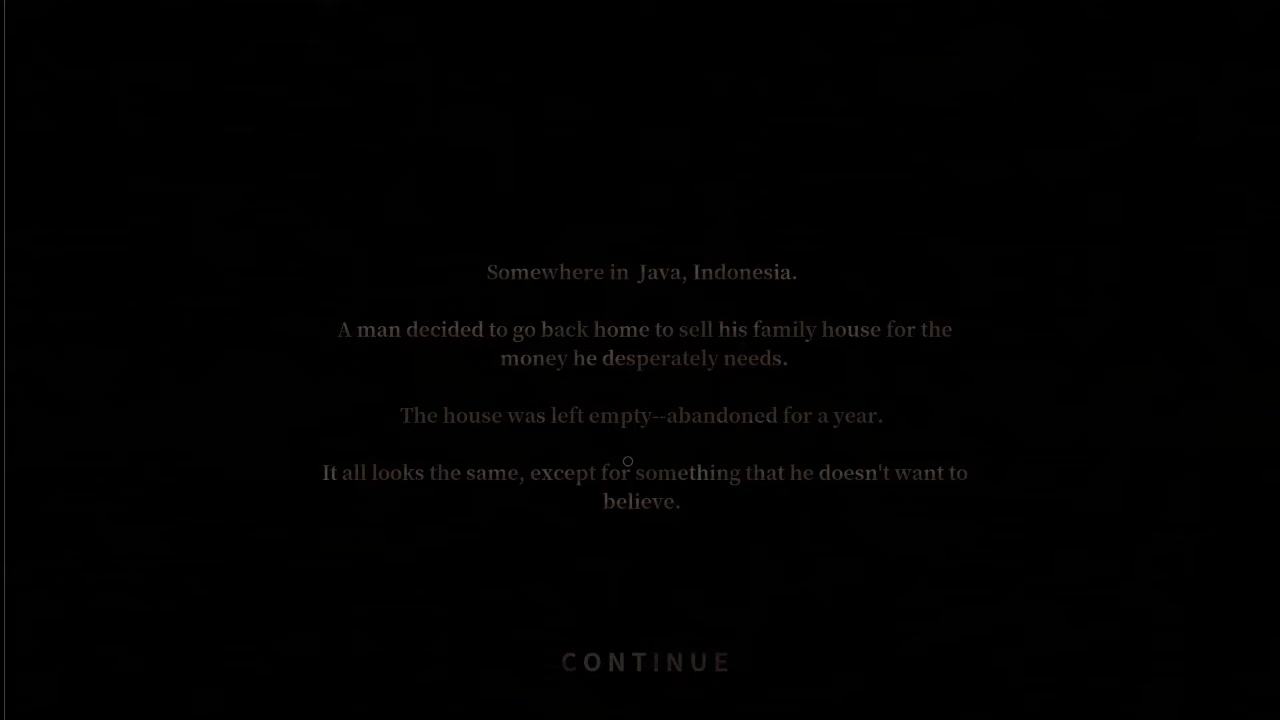 Somewhere in Java, Indonesia.
A man decided to go back home to sell his family house for the
money he desperately needs.
The house was left empty--abandoned for a year.
It all looks the same, except for something that he doesn't want to
believe.
CONTINUE